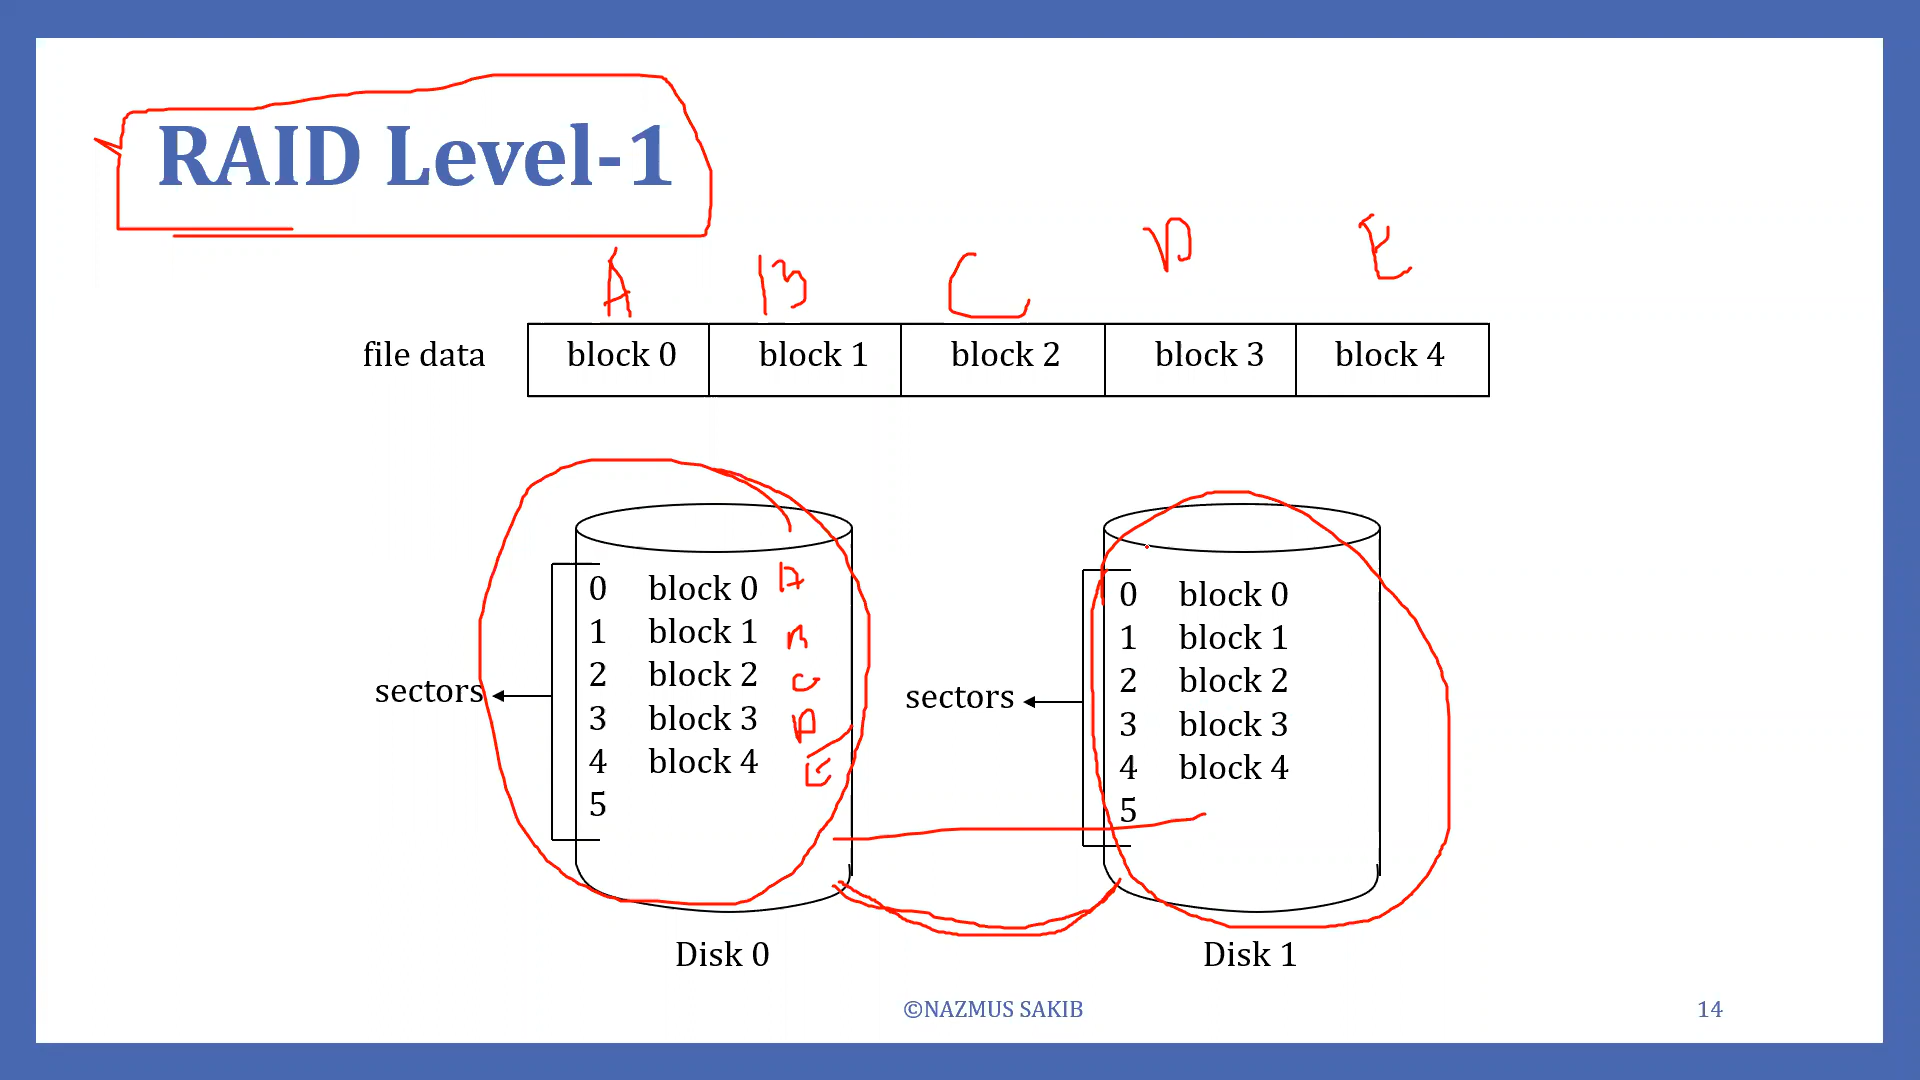 RAID Level-1
A B C D E
file data block 0 block 1 block 2 block 3 block 4
0 block 0 A
1 block 1 B
2 block 2 C
sectors
3 block 3 D
4 block 4 E
5
0 block 0
1 block 1
2 block 2
sectors
3 block 3
4 block 4
5
Disk 0
Disk 1
©NAZMUS SAKIB
14